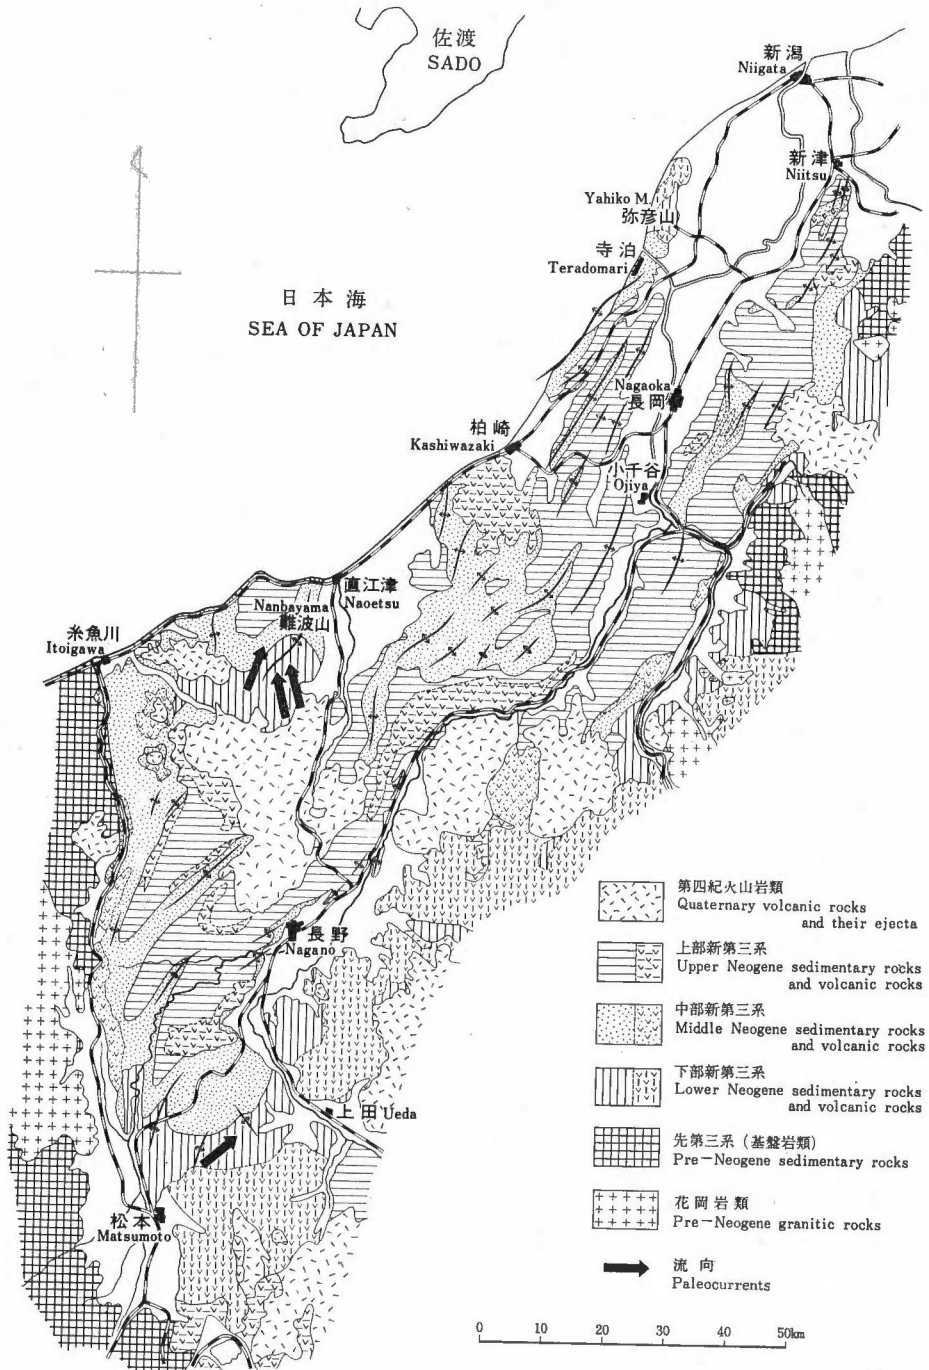 佐渡
SADO
新潟
Niigata
新津
Niitsu
Yahiko M.
弥彦山
寺泊
Teradomari
日本海
SEA OF JAPAN
Nagaoka
長岡
柏崎
Kashiwazaki
小千谷
Ojiya
直江津
Naoetsu
Nanbayama
難波山
糸魚川
Itoigawa
長野
Nagano
上田 Ueda
松本
Matsumoto
第四紀火山岩類
Quaternary volcanic rocks
and their ejecta
上部新第三系
Upper Neogene sedimentary rocks
and volcanic rocks
中部新第三系
Middle Neogene sedimentary rocks
and volcanic rocks
下部新第三系
Lower Neogene sedimentary rocks
and volcanic rocks
先第三系 (基盤岩類)
Pre-Neogene sedimentary rocks
花岡岩類
Pre-Neogene granitic rocks
流向
Paleocurrents
0 10 20 30 40 50km